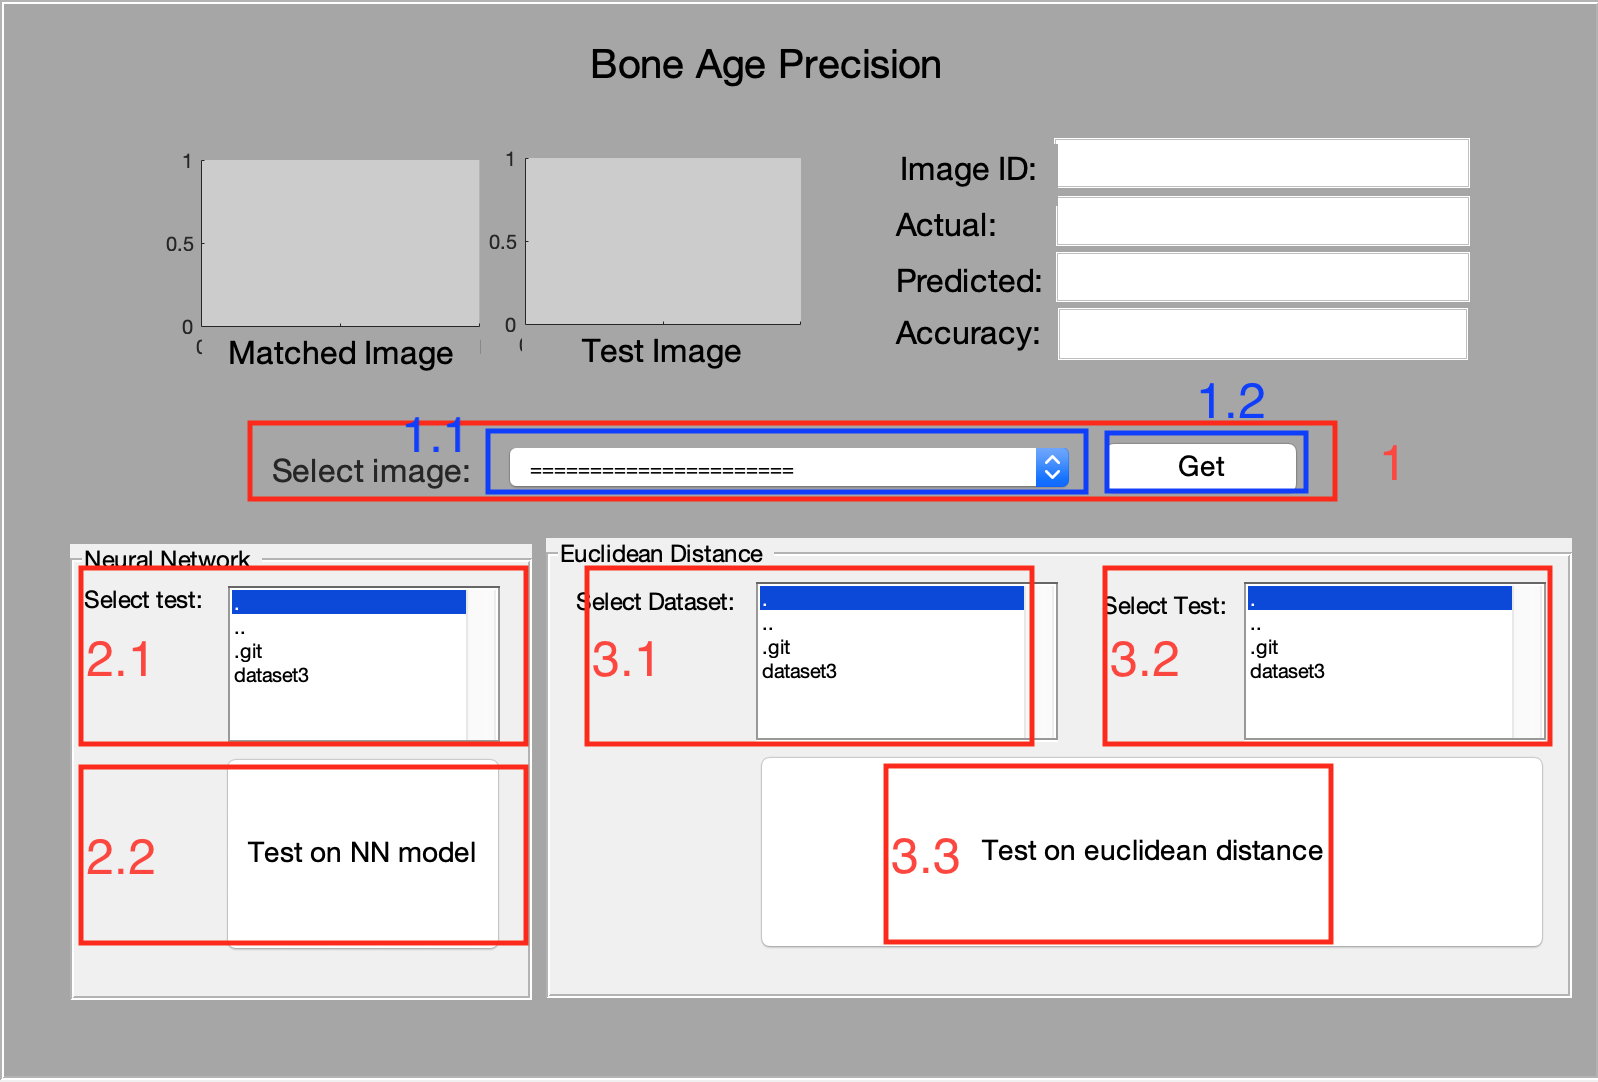 Bone Age Precision
1
0.5
0
0
Matched Image
1
0.5
0
Test Image
Image ID:
Actual:
Predicted:
Accuracy:
1.1
1.2
Select image:
======================
Get
1
Neural Network
Select test:
.
..
.git
dataset3
2.1
2.2
Test on NN model
Euclidean Distance
Select Dataset:
.
..
.git
dataset3
3.1
Select Test:
.
..
.git
dataset3
3.2
3.3
Test on euclidean distance